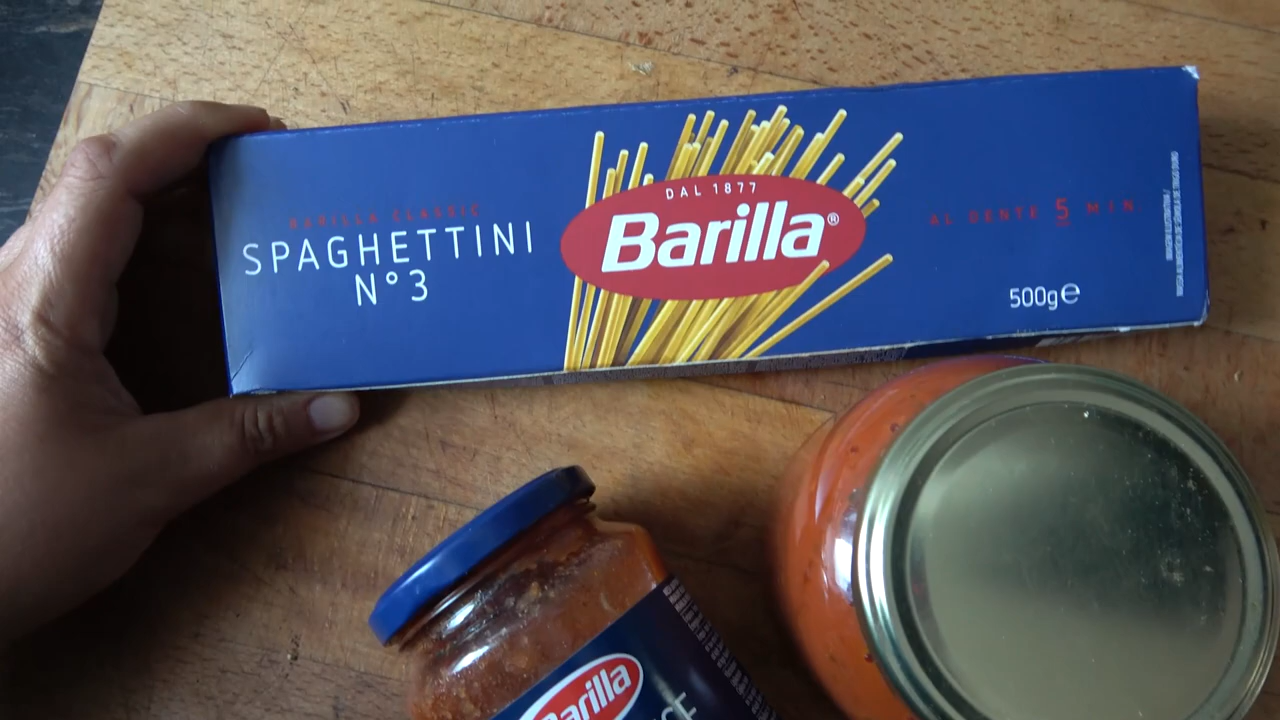 BARILLA CLASSIC
SPAGHETTINI
N°3
DAL 1877
Barilla®
AL DENTE 5 MIN
500g℮
Barilla